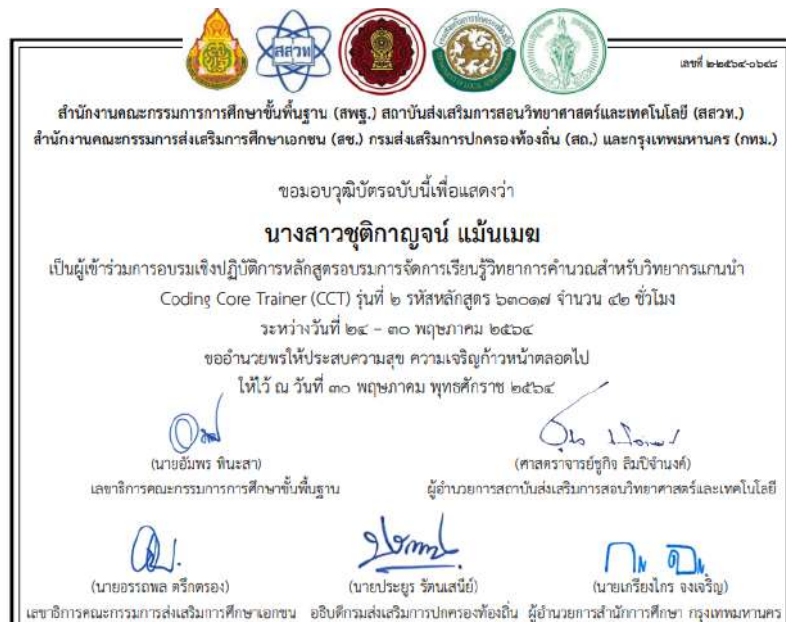 สสวท
เลขที่ ๒-๒๕๖๔-๐๖๔๘
สำนักงานคณะกรรมการการศึกษาขั้นพื้นฐาน (สพฐ.) สถาบันส่งเสริมการสอนวิทยาศาสตร์และเทคโนโลยี (สสวท.)
สำนักงานคณะกรรมการส่งเสริมการศึกษาเอกชน (สช.) กรมส่งเสริมการปกครองท้องถิ่น (สถ.) และกรุงเทพมหานคร (กทม.)
ขอมอบวุฒิบัตรฉบับนี้เพื่อแสดงว่า
นางสาวชุติกาญจน์ แม้นเมฆ
เป็นผู้เข้าร่วมการอบรมเชิงปฏิบัติการหลักสูตรอบรมการจัดการเรียนรู้วิทยาการคำนวณสำหรับวิทยากรแกนนำ
Coding Core Trainer (CCT) รุ่นที่ ๒ รหัสหลักสูตร ๖๓๐๑๗ จำนวน ๔๒ ชั่วโมง
ระหว่างวันที่ ๒๔ - ๓๐ พฤษภาคม ๒๕๖๔
ขออำนวยพรให้ประสบความสุข ความเจริญก้าวหน้าตลอดไป
ให้ไว้ ณ วันที่ ๓๐ พฤษภาคม พุทธศักราช ๒๕๖๔
(นายอัมพร พินะสา) (ศาสตราจารย์ชูกิจ ลิมปิจำนงค์)
เลขาธิการคณะกรรมการการศึกษาขั้นพื้นฐาน ผู้อำนวยการสถาบันส่งเสริมการสอนวิทยาศาสตร์และเทคโนโลยี
(นายอรรถพล ตรึกตรอง) (นายประยูร รัตนเสนีย์) (นายเกรียงไกร จงเจริญ)
เลขาธิการคณะกรรมการส่งเสริมการศึกษาเอกชน อธิบดีกรมส่งเสริมการปกครองท้องถิ่น ผู้อำนวยการสำนักการศึกษา กรุงเทพมหานคร